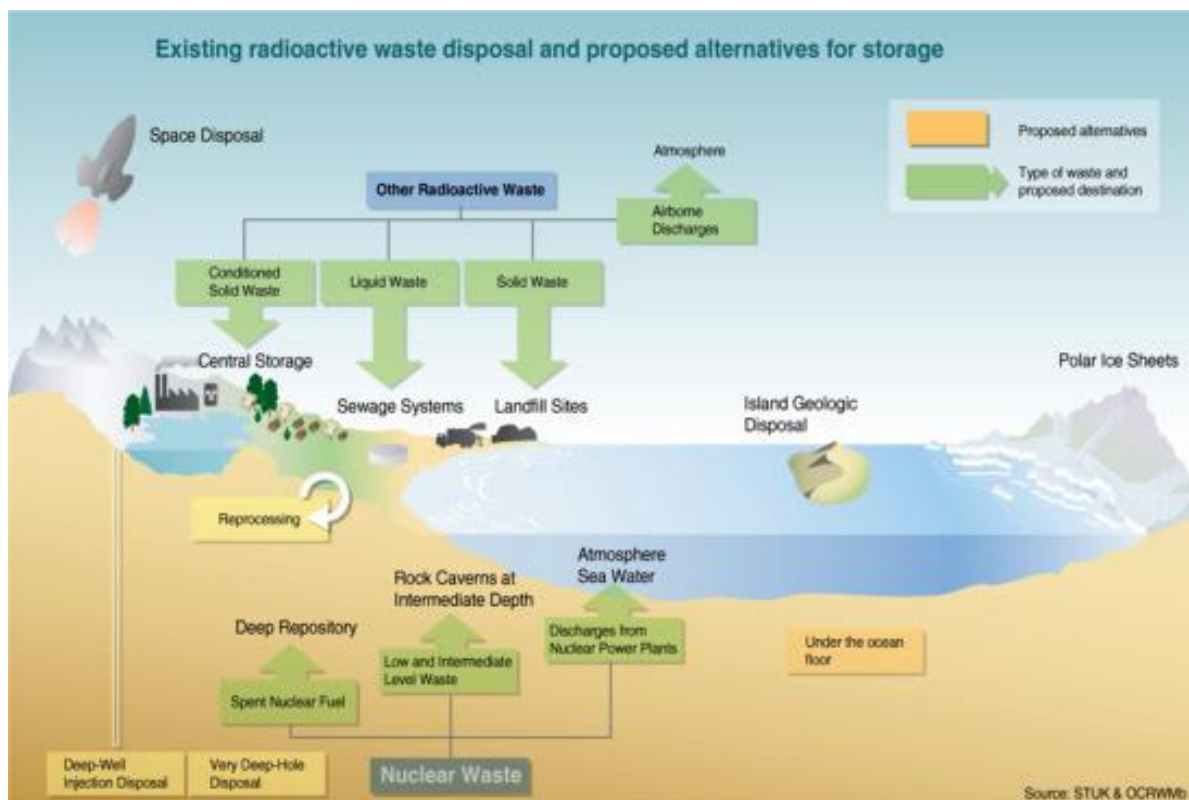 Existing radioactive waste disposal and proposed alternatives for storage
Space Disposal
Proposed alternatives
Type of waste and
proposed destination
Atmosphere
Other Radioactive Waste
Airborne
Discharges
Conditioned
Solid Waste
Liquid Waste
Solid Waste
Central Storage
Sewage Systems
Landfill Sites
Island Geologic
Disposal
Polar Ice Sheets
Reprocessing
Atmosphere
Sea Water
Rock Caverns at
Intermediate Depth
Deep Repository
Discharges from
Nuclear Power Plants
Low and Intermediate
Level Waste
Spent Nuclear Fuel
Under the ocean
floor
Deep-Well
Injection Disposal
Very Deep-Hole
Disposal
Nuclear Waste
Source: STUK & OCRWMb